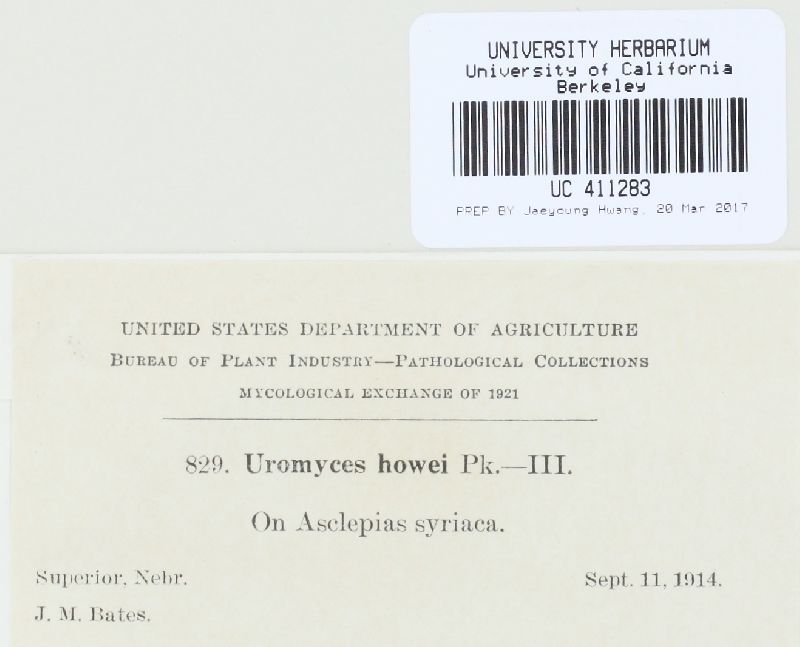 UNIVERSITY HERBARIUM
University of California
Berkeley
UC 411283
PREP BY Jaeyoung Hwang, 20 Mar 2017
UNITED STATES DEPARTMENT OF AGRICULTURE
BUREAU OF PLANT INDUSTRY—PATHOLOGICAL COLLECTIONS
MYCOLOGICAL EXCHANGE OF 1921
829. Uromyces howei Pk.—III.
On Asclepias syriaca.
Superior, Nebr. Sept. 11, 1914.
J. M. Bates.